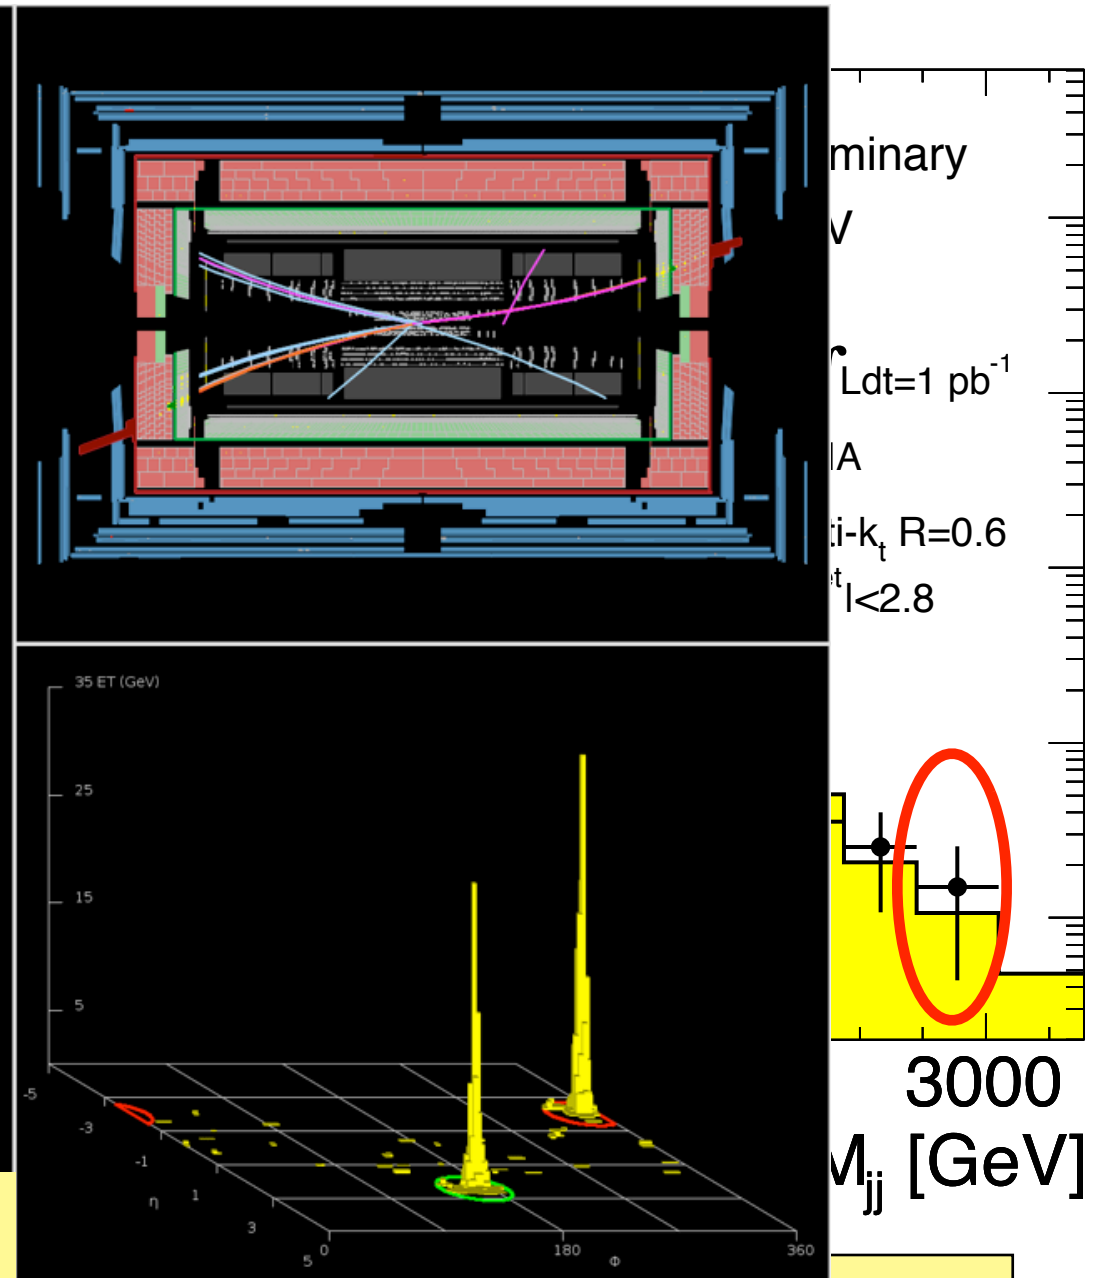 minary
V
Ldt=1 pb-1
ti-kt R=0.6
et|<2.8
35 ET (GeV)
25
15
5
-5
-3
-1
η 1
3
5 0 180 Φ 360
3000
Mjj [GeV]